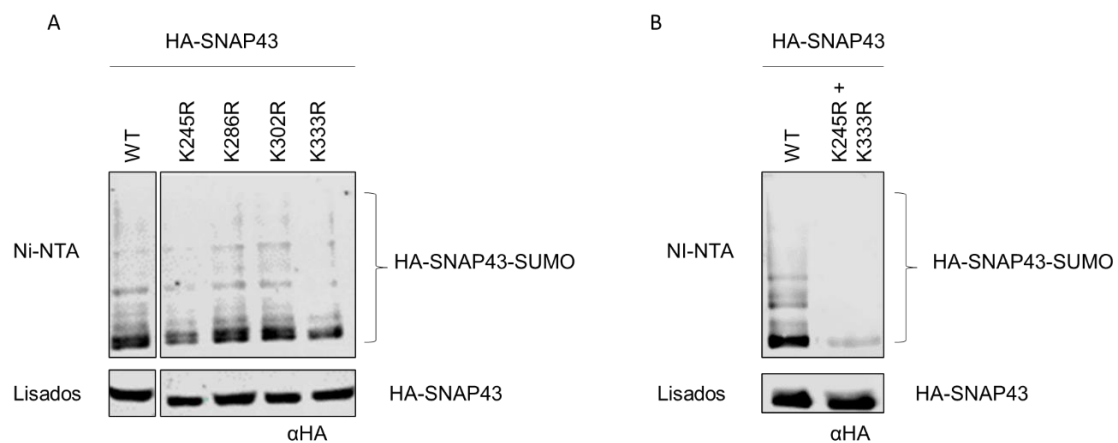 A
HA-SNAP43
WT
K245R
K286R
K302R
K333R
Ni-NTA
HA-SNAP43-SUMO
Lisados
HA-SNAP43
αHA
B
HA-SNAP43
WT
K245R +
K333R
NI-NTA
HA-SNAP43-SUMO
Lisados
HA-SNAP43
αHA